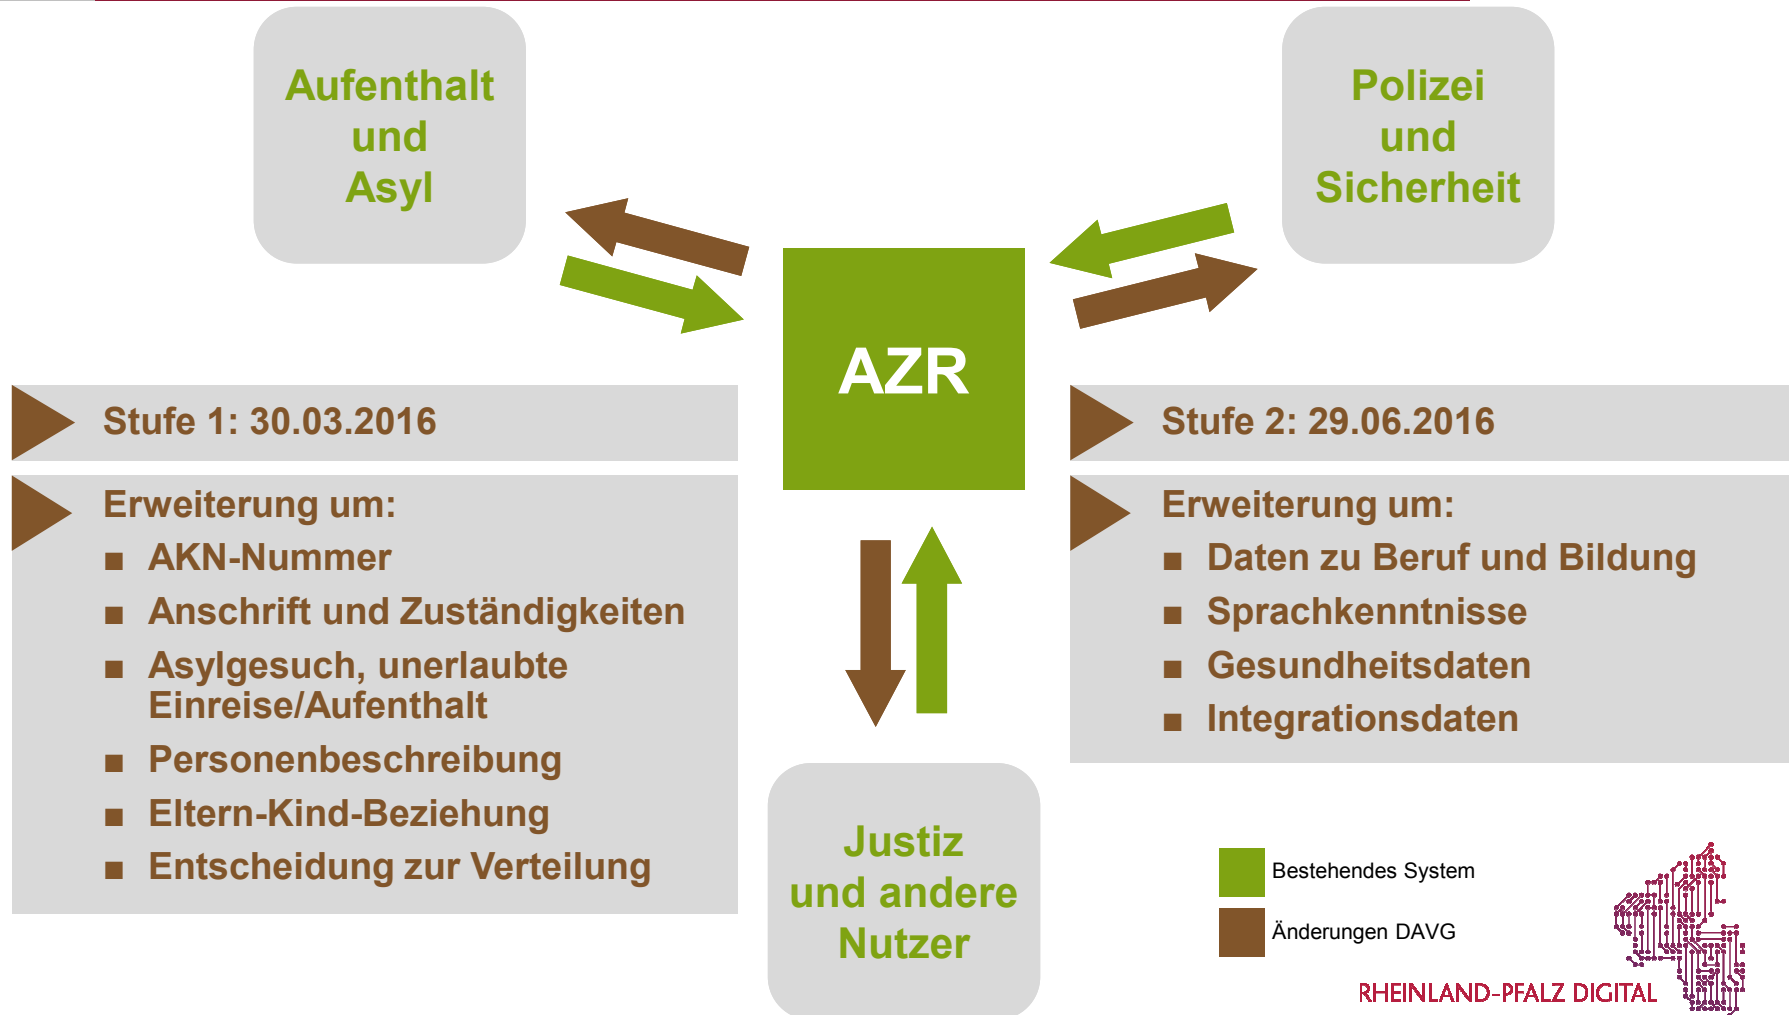 Aufenthalt
und
Asyl
Polizei
und
Sicherheit
AZR
Stufe 1: 30.03.2016
Erweiterung um:
■ AKN-Nummer
■ Anschrift und Zuständigkeiten
■ Asylgesuch, unerlaubte
Einreise/Aufenthalt
■ Personenbeschreibung
■ Eltern-Kind-Beziehung
■ Entscheidung zur Verteilung
Stufe 2: 29.06.2016
Erweiterung um:
■ Daten zu Beruf und Bildung
■ Sprachkenntnisse
■ Gesundheitsdaten
■ Integrationsdaten
Justiz
und andere
Nutzer
Bestehendes System
Änderungen DAVG
RHEINLAND-PFALZ DIGITAL